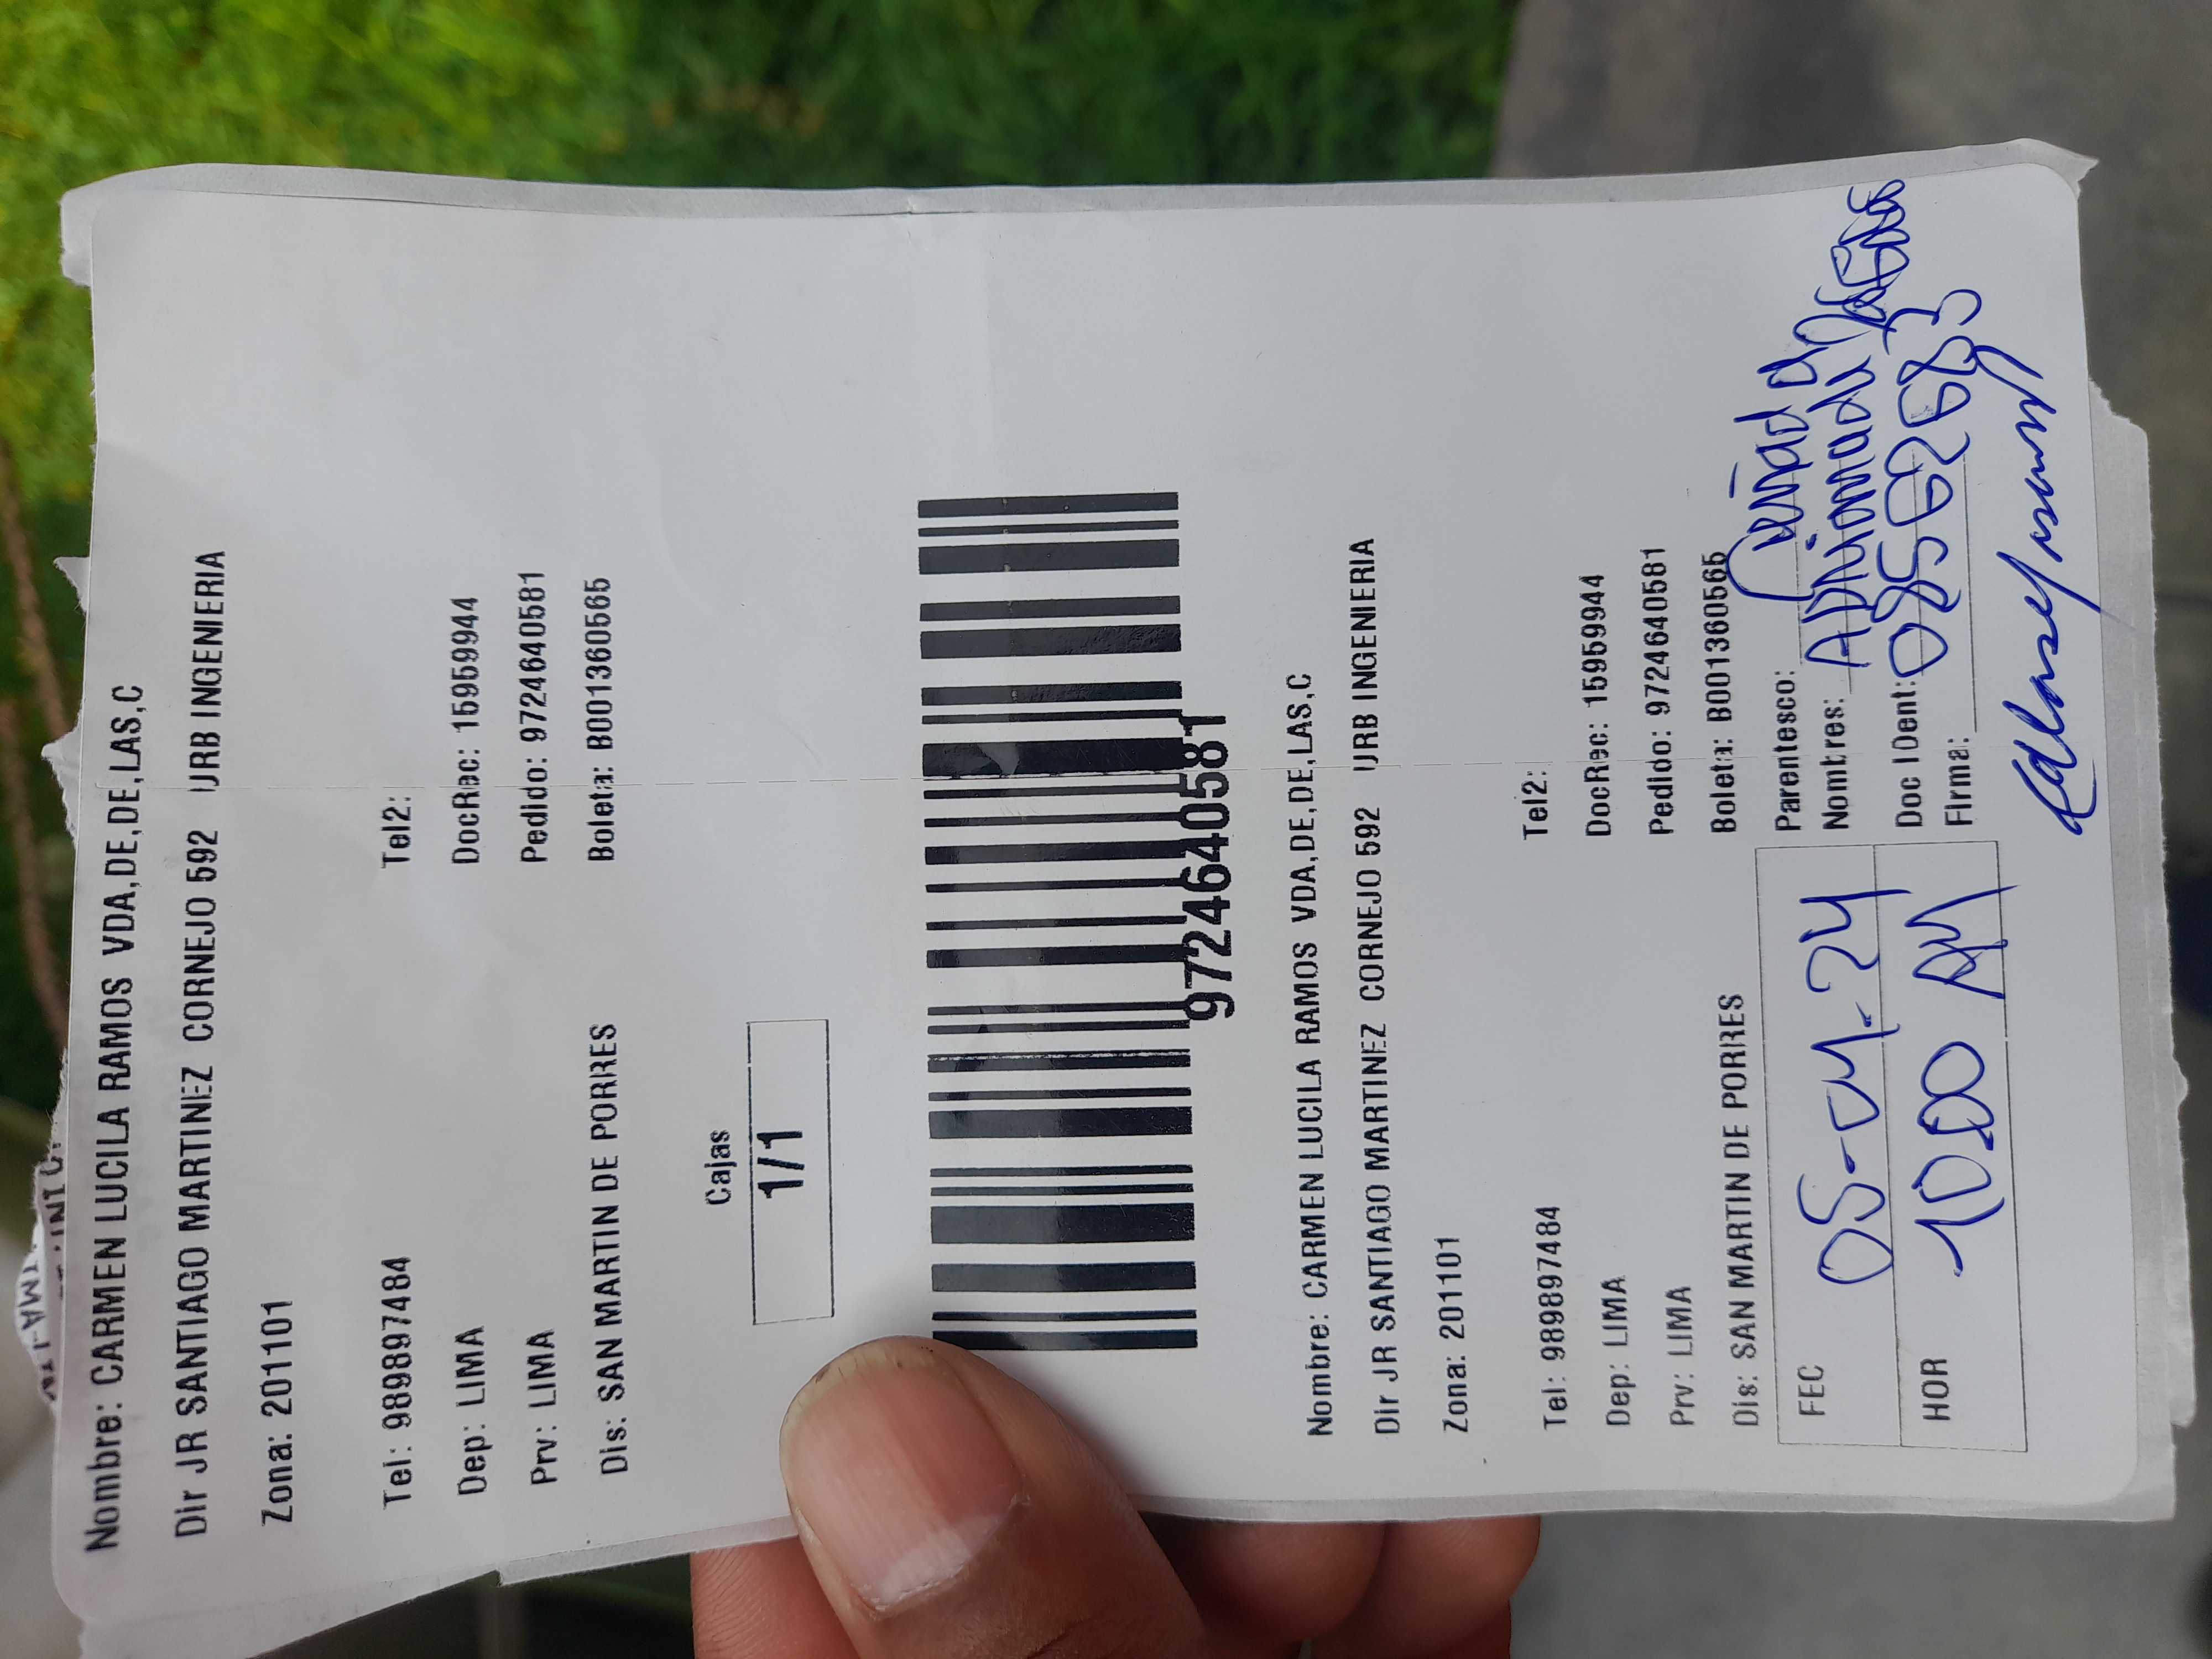 Nombre: CARMEN LUCILA RAMOS VDA,DE,DE,LAS,C
Dir JR SANTIAGO MARTINEZ CORNEJO 592 URB INGENIERIA
Zona: 201101
Tel: 989897484 Tel2:
Dep: LIMA DocRec: 15959944
Prv: LIMA Pedido: 9724640581
Dis: SAN MARTIN DE PORRES Boleta: B001360565
Cajas
1/1
9724640581
Nombre: CARMEN LUCILA RAMOS VDA,DE,DE,LAS,C
Dir JR SANTIAGO MARTINEZ CORNEJO 592 URB INGENIERIA
Zona: 201101
Tel: 989897484 Tel2:
Dep: LIMA DocRec: 15959944
Prv: LIMA Pedido: 9724640581
Dis: SAN MARTIN DE PORRES Boleta: B001360565
FEC 05-04-24 Parentesco:
Nombres:
HOR 10:00 AM Doc IDent:
Firma: